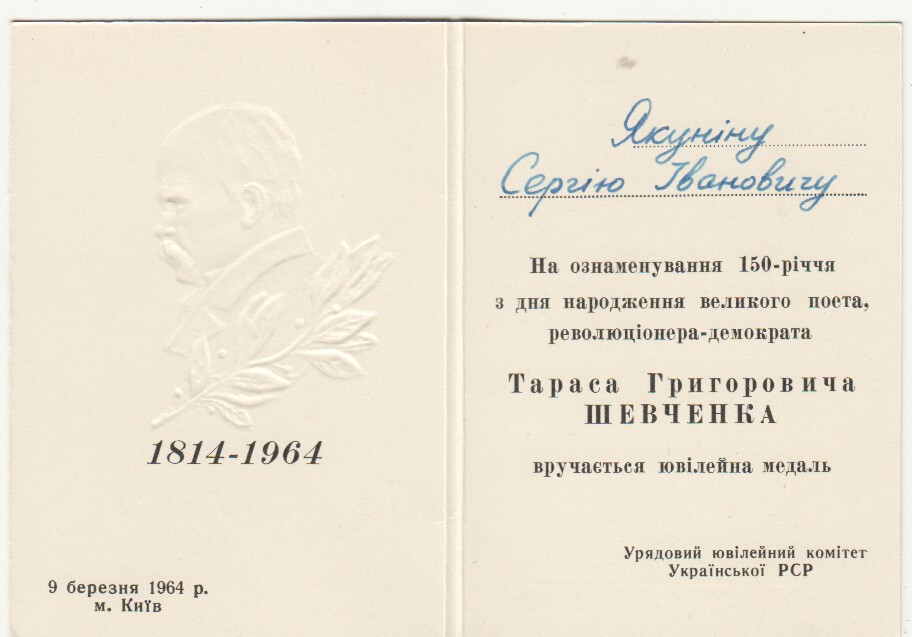 1814-1964
9 березня 1964 р.
м. Київ
Якуніну
Сергію Івановичу
На ознаменування 150-річчя
з дня народження великого поета,
революціонера-демократа
Тараса Григоровича
ШЕВЧЕНКА
вручається ювілейна медаль
Урядовий ювілейний комітет
Української РСР